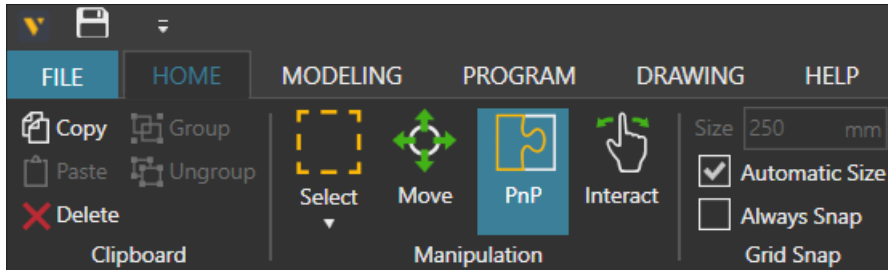 FILE HOME MODELING PROGRAM DRAWING HELP
Copy Group
Paste Ungroup
Delete
Clipboard
Select Move PnP Interact
Manipulation
Size 250 mm
Automatic Size
Always Snap
Grid Snap